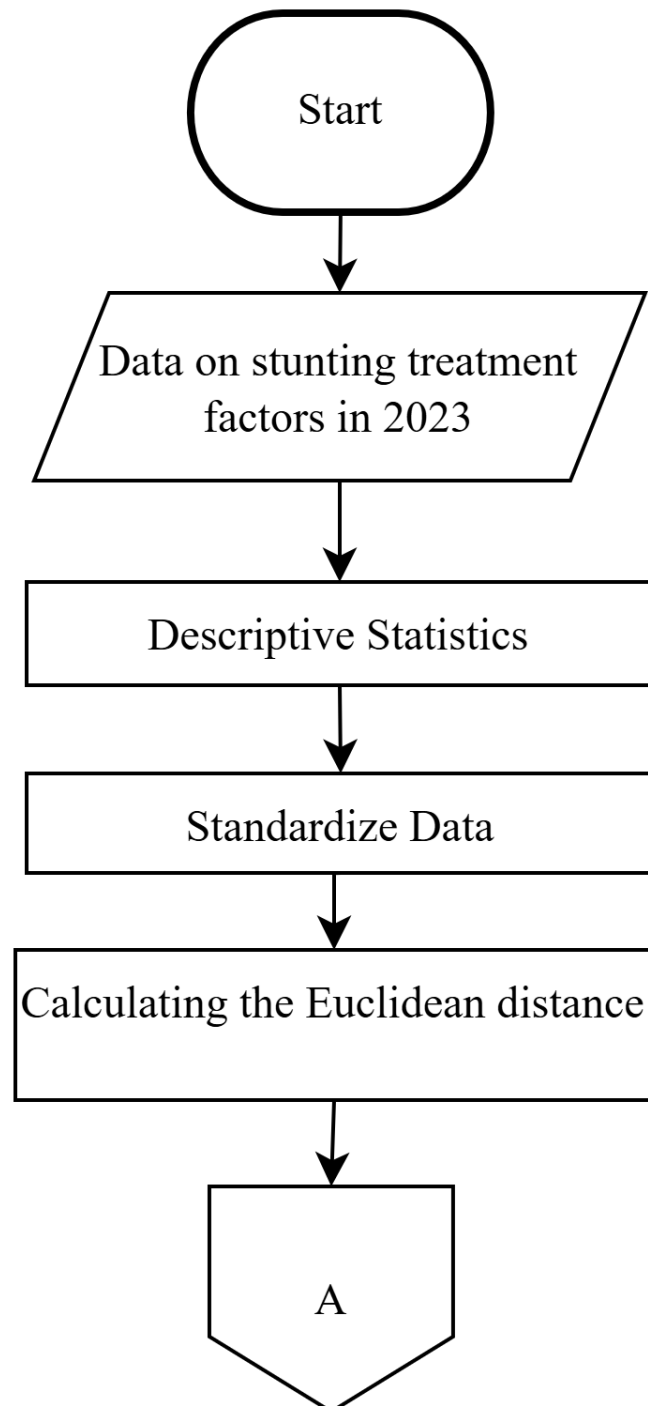 Start
Data on stunting treatment
factors in 2023
Descriptive Statistics
Standardize Data
Calculating the Euclidean distance
A